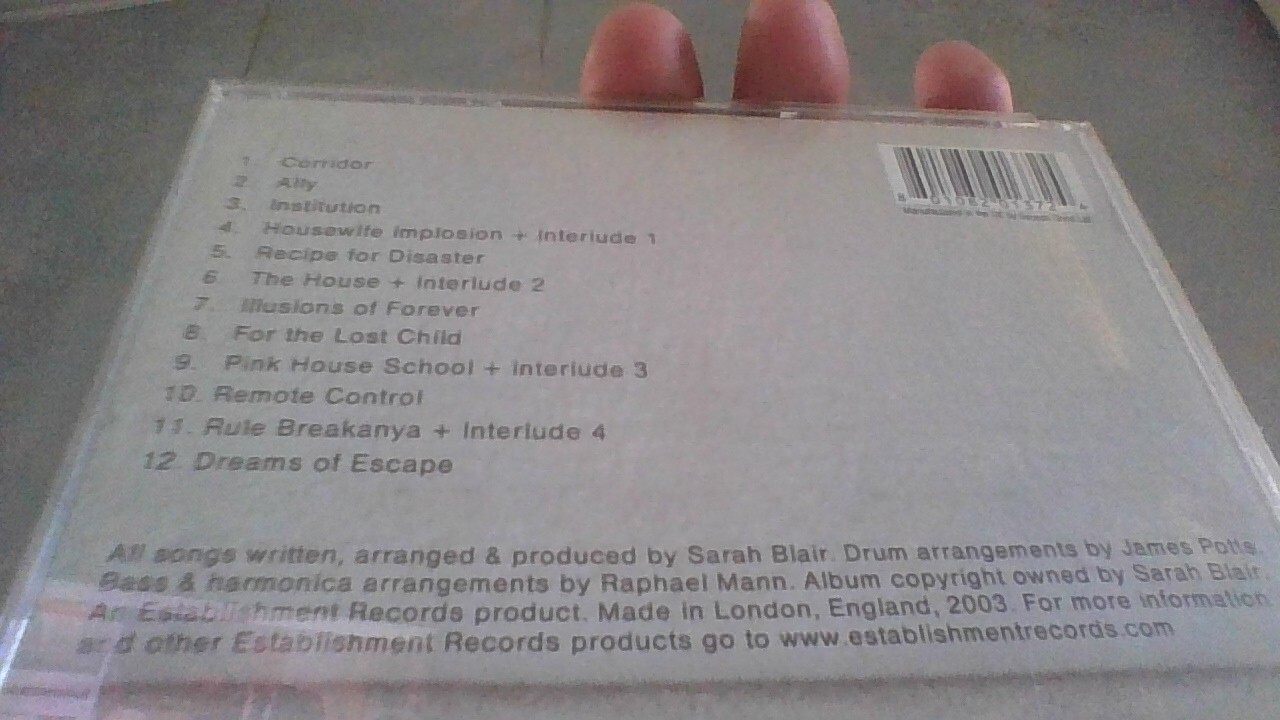 1. Corridor
2. Ally
3. Institution
4. Housewife Implosion + Interlude 1
5. Recipe for Disaster
6. The House + Interlude 2
7. Illusions of Forever
8. For the Lost Child
9. Pink House School + Interlude 3
10. Remote Control
11. Rule Breakanya + Interlude 4
12. Dreams of Escape
All songs written, arranged & produced by Sarah Blair. Drum arrangements by James Potts.
Bass & harmonica arrangements by Raphael Mann. Album copyright owned by Sarah Blair.
An Establishment Records product. Made in London, England, 2003. For more information
and other Establishment Records products go to www.establishmentrecords.com